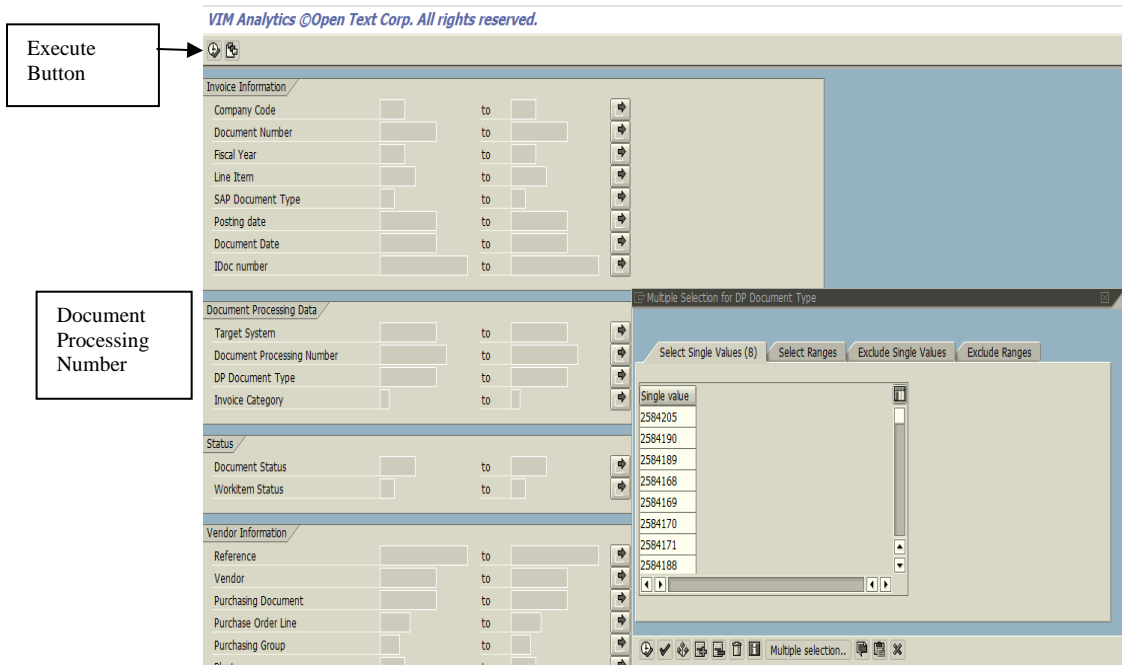 VIM Analytics ©Open Text Corp. All rights reserved.
Execute
Button
Invoice Information
Company Code to
Document Number to
Fiscal Year to
Line Item to
SAP Document Type to
Posting date to
Document Date to
IDoc number to
Document
Processing
Number
Document Processing Data
Target System to
Document Processing Number to
DP Document Type to
Invoice Category to
Status
Document Status to
Workitem Status to
Vendor Information
Reference to
Vendor to
Purchasing Document to
Purchase Order Line to
Purchasing Group to
Multiple Selection for DP Document Type
Select Single Values (8) Select Ranges Exclude Single Values Exclude Ranges
Single value
2584205
2584190
2584189
2584168
2584169
2584170
2584171
2584188
Multiple selection..